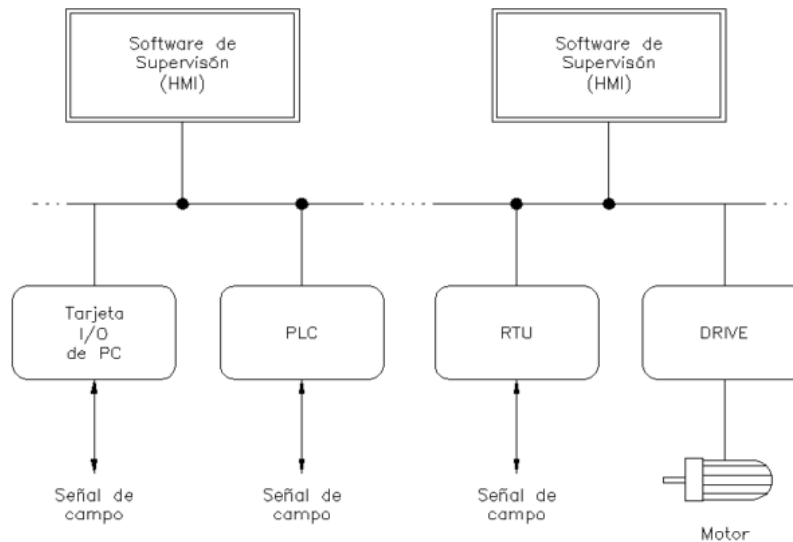 Software de
Supervisón
(HMI)
Software de
Supervisón
(HMI)
Tarjeta
I/O
de PC
PLC
RTU
DRIVE
Señal de
campo
Señal de
campo
Señal de
campo
Motor